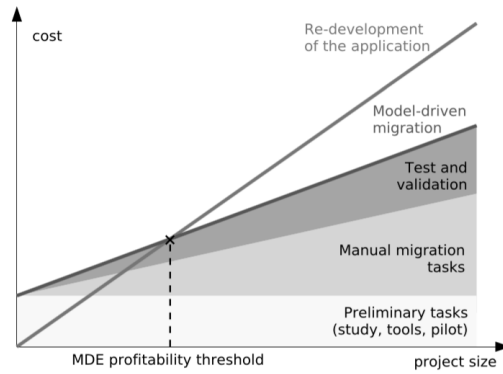 cost
Re-development
of the application
Model-driven
migration
Test and
validation
Manual migration
tasks
Preliminary tasks
(study, tools, pilot)
MDE profitability threshold
project size